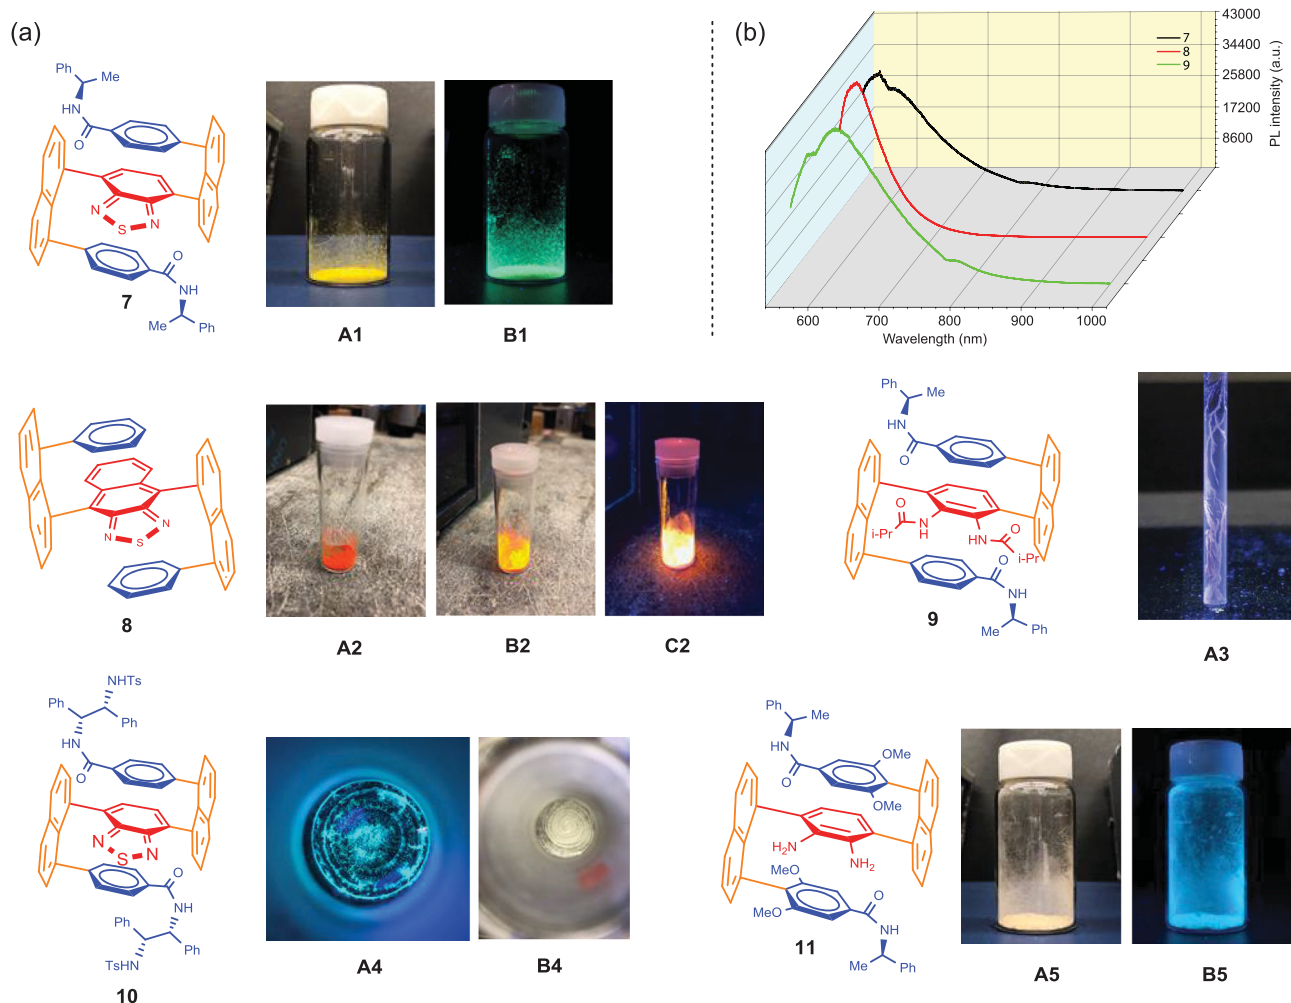 (a)
Ph
Me
HN
O
N
S
N
O
NH
Me
Ph
7
A1
B1
(b)
43000
34400
25800
17200
8600
PL intensity (a.u.)
7
8
9
600 700 800 900 1000
Wavelength (nm)
N
S
N
8
A2
B2
C2
Ph
Me
HN
O
O
i-Pr
N
H
HN
O
i-Pr
O
NH
Me
Ph
9
A3
NHTs
Ph
Ph
HN
O
N
S
N
O
NH
Ph
Ph
TsHN
10
A4
B4
Ph
Me
HN
O
OMe
OMe
H2N
NH2
MeO
MeO
O
NH
Me
Ph
11
A5
B5